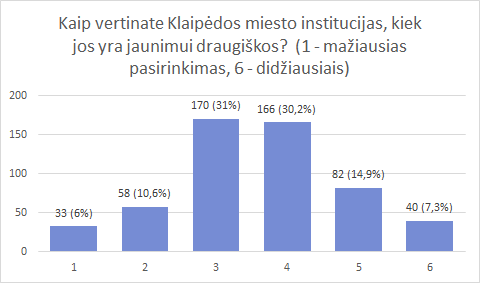 Kaip vertinate Klaipėdos miesto institucijas, kiek
jos yra jaunimui draugiškos?  (1 - mažiausias
pasirinkimas, 6 - didžiausiais)
200
150
100
50
0
33 (6%)
58 (10,6%)
170 (31%)
166 (30,2%)
82 (14,9%)
40 (7,3%)
1 2 3 4 5 6